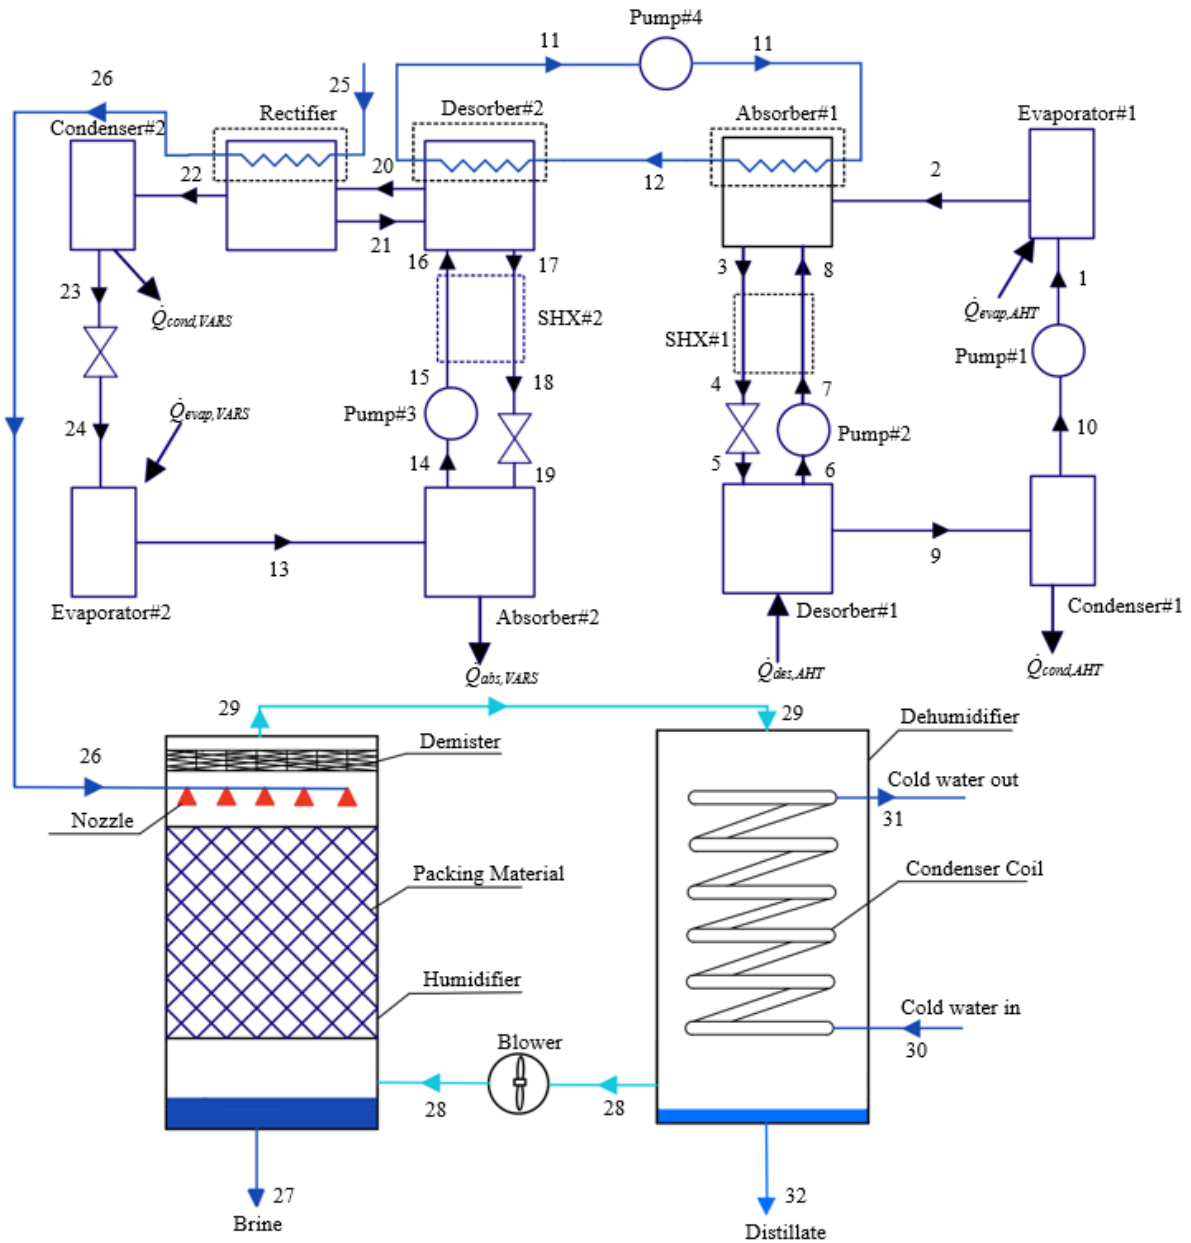 Pump#4
11
11
26
25
Condenser#2
Rectifier
Desorber#2
Absorber#1
Evaporator#1
22
20
12
2
21
16
17
3
8
23
1
Q̇cond,VARS
SHX#2
SHX#1
Q̇evap,AHT
Pump#1
15
18
4
7
24
Q̇evap,VARS
Pump#3
Pump#2
10
14
19
5
6
13
9
Evaporator#2
Absorber#2
Desorber#1
Condenser#1
Q̇abs,VARS
Q̇des,AHT
Q̇cond,AHT
29
29
Dehumidifier
Demister
26
Cold water out
Nozzle
31
Packing Material
Condenser Coil
Humidifier
Cold water in
Blower
30
28
28
27
32
Brine
Distillate